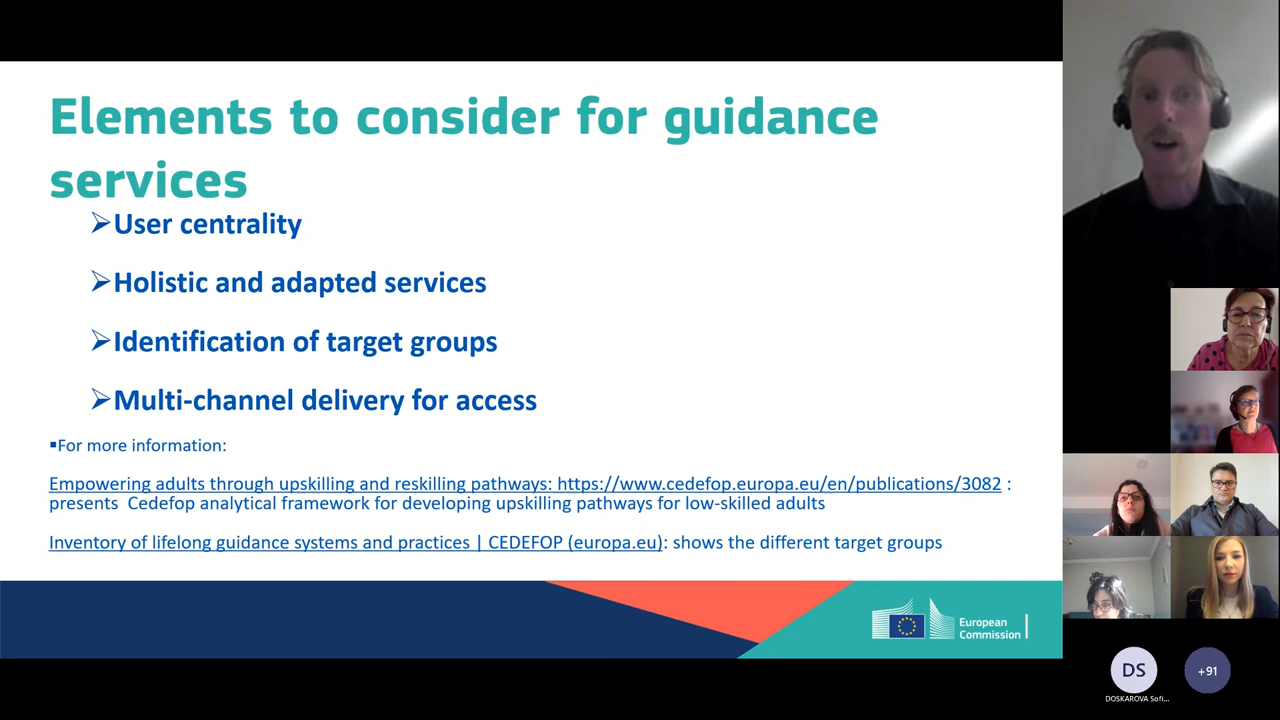 Elements to consider for guidance
services
➢User centrality
➢Holistic and adapted services
➢Identification of target groups
➢Multi-channel delivery for access
▪For more information:
Empowering adults through upskilling and reskilling pathways: https://www.cedefop.europa.eu/en/publications/3082 :
presents  Cedefop analytical framework for developing upskilling pathways for low-skilled adults
Inventory of lifelong guidance systems and practices | CEDEFOP (europa.eu): shows the different target groups
European
Commission
DS
+91
DOSKAROVA Sofi...